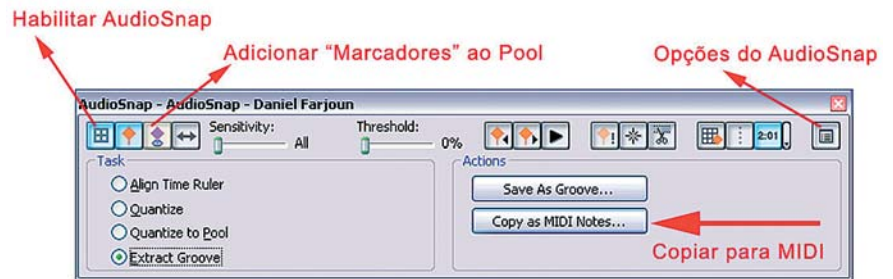 Habilitar AudioSnap
Adicionar “Marcadores” ao Pool
Opções do AudioSnap
AudioSnap - AudioSnap - Daniel Farjoun
Sensitivity: All Threshold: 0% 2:01
Task
Align Time Ruler
Quantize
Quantize to Pool
Extract Groove
Actions
Save As Groove...
Copy as MIDI Notes...
Copiar para MIDI